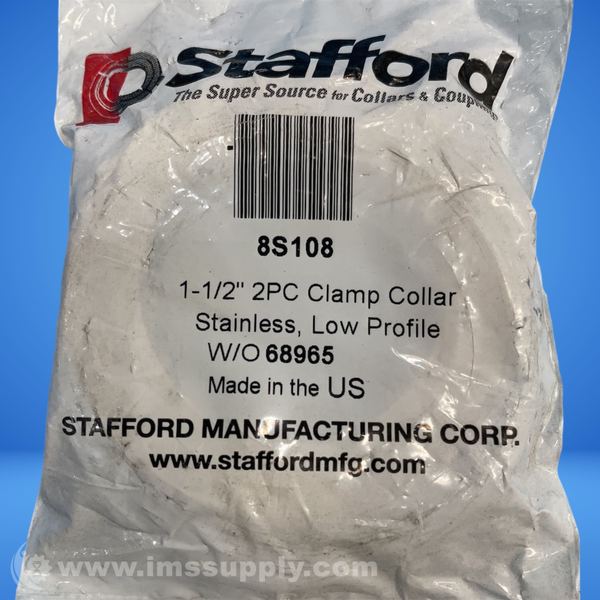 Stafford
The Super Source for Collars & Coupl
8S108
1-1/2" 2PC Clamp Collar
Stainless, Low Profile
W/O 68965
Made in the US
STAFFORD MANUFACTURING CORP.
www.staffordmfg.com
www.imssupply.com